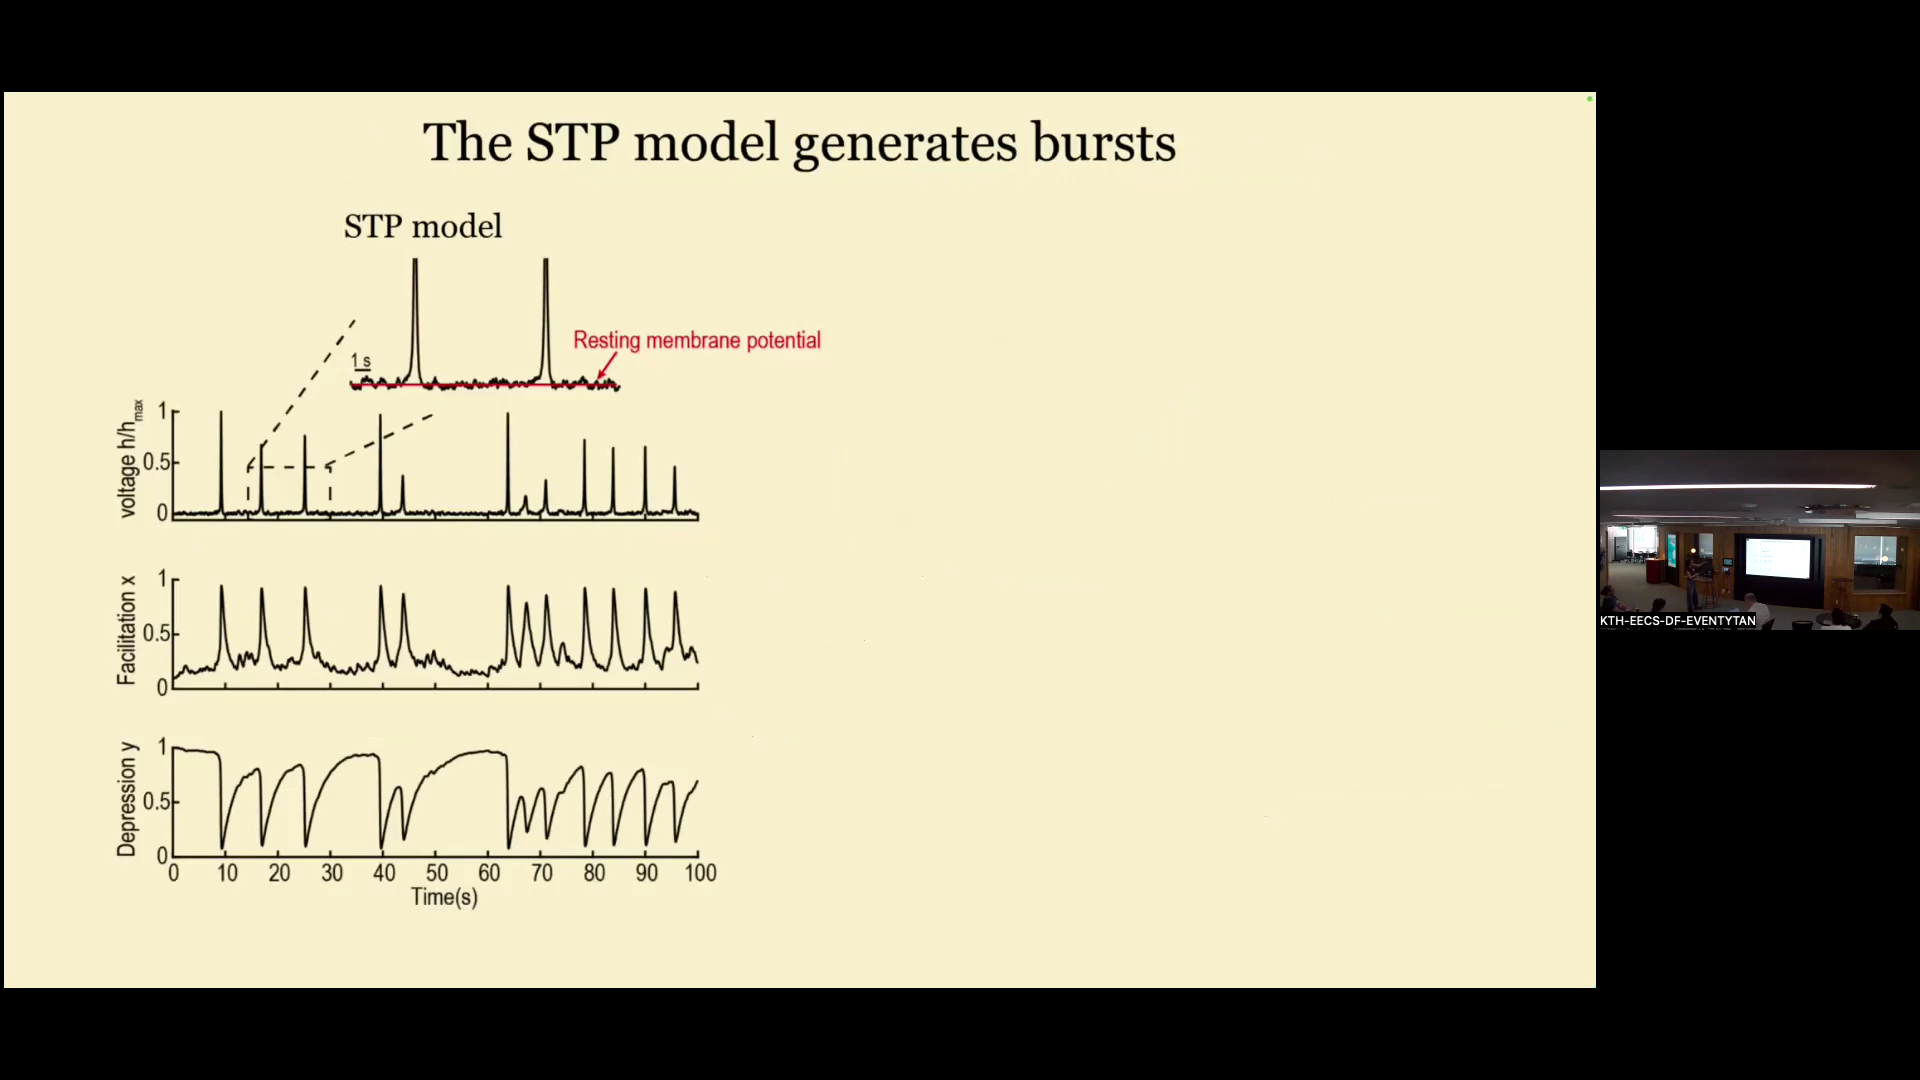 The STP model generates bursts
STP model
Resting membrane potential
1 s
voltage h/hmax
1
0.5
0
Facilitation x
1
0.5
0
Depression y
1
0.5
0
0 10 20 30 40 50 60 70 80 90 100
Time(s)
KTH-EECS-DF-EVENTYTAN